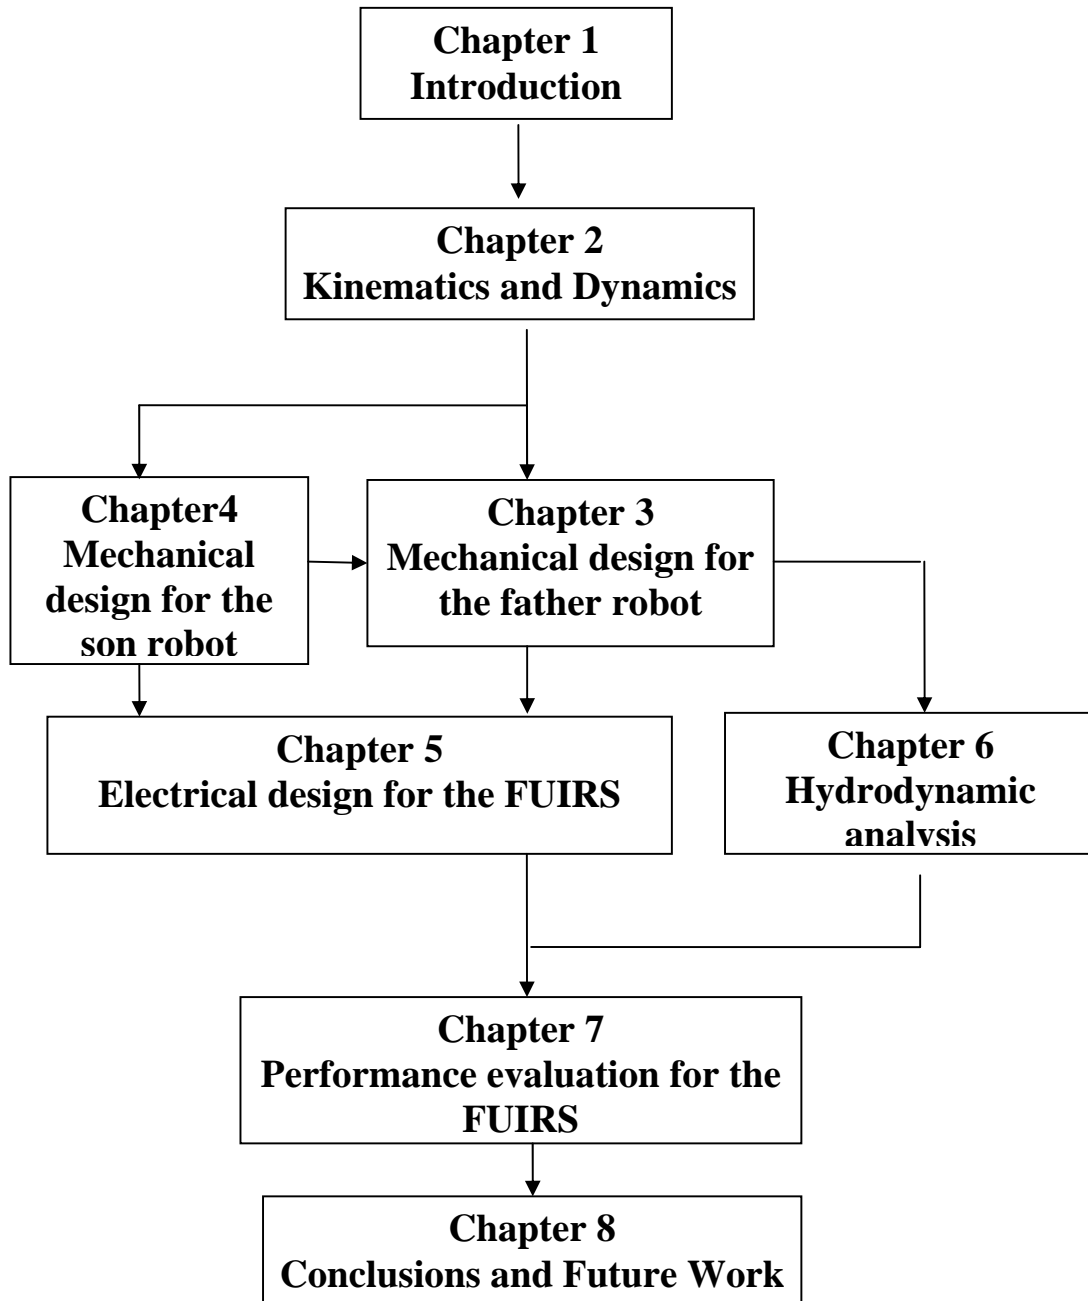 Chapter 1
Introduction
Chapter 2
Kinematics and Dynamics
Chapter4
Mechanical
design for the
son robot
Chapter 3
Mechanical design for
the father robot
Chapter 5
Electrical design for the FUIRS
Chapter 6
Hydrodynamic
analysis
Chapter 7
Performance evaluation for the
FUIRS
Chapter 8
Conclusions and Future Work